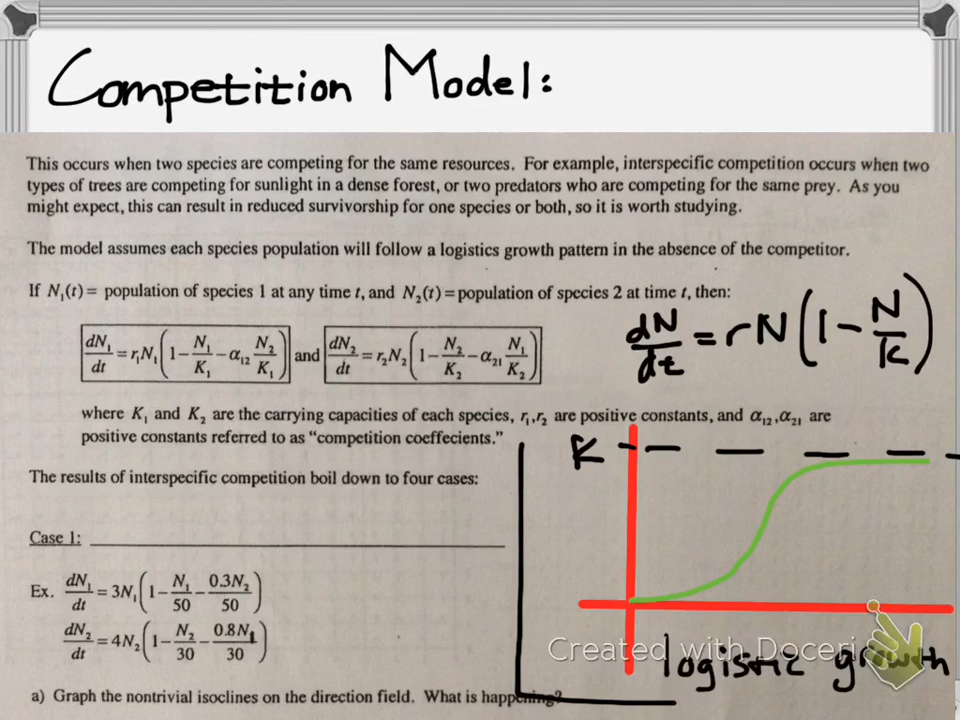 Competition Model:
This occurs when two species are competing for the same resources. For example, interspecific competition occurs when two
types of trees are competing for sunlight in a dense forest, or two predators who are competing for the same prey. As you
might expect, this can result in reduced survivorship for one species or both, so it is worth studying.
The model assumes each species population will follow a logistics growth pattern in the absence of the competitor.
If N₁(t)= population of species 1 at any time t, and N₂(t)=population of species 2 at time t, then:
dN₁/dt = r₁N₁(1 − N₁/K₁ − α₁₂ N₂/K₁) and dN₂/dt = r₂N₂(1 − N₂/K₂ − α₂₁ N₁/K₂)
dN/dt = rN(1 − N/K)
where K₁ and K₂ are the carrying capacities of each species, r₁,r₂ are positive constants, and α₁₂,α₂₁ are
positive constants referred to as “competition coeffecients.”
K
The results of interspecific competition boil down to four cases:
Case 1:
Ex. dN₁/dt = 3N₁(1 − N₁/50 − 0.3N₂/50)
dN₂/dt = 4N₂(1 − N₂/30 − 0.8N₁/30)
Created with Doceri
logistic growth
a) Graph the nontrivial isoclines on the direction field. What is happening?